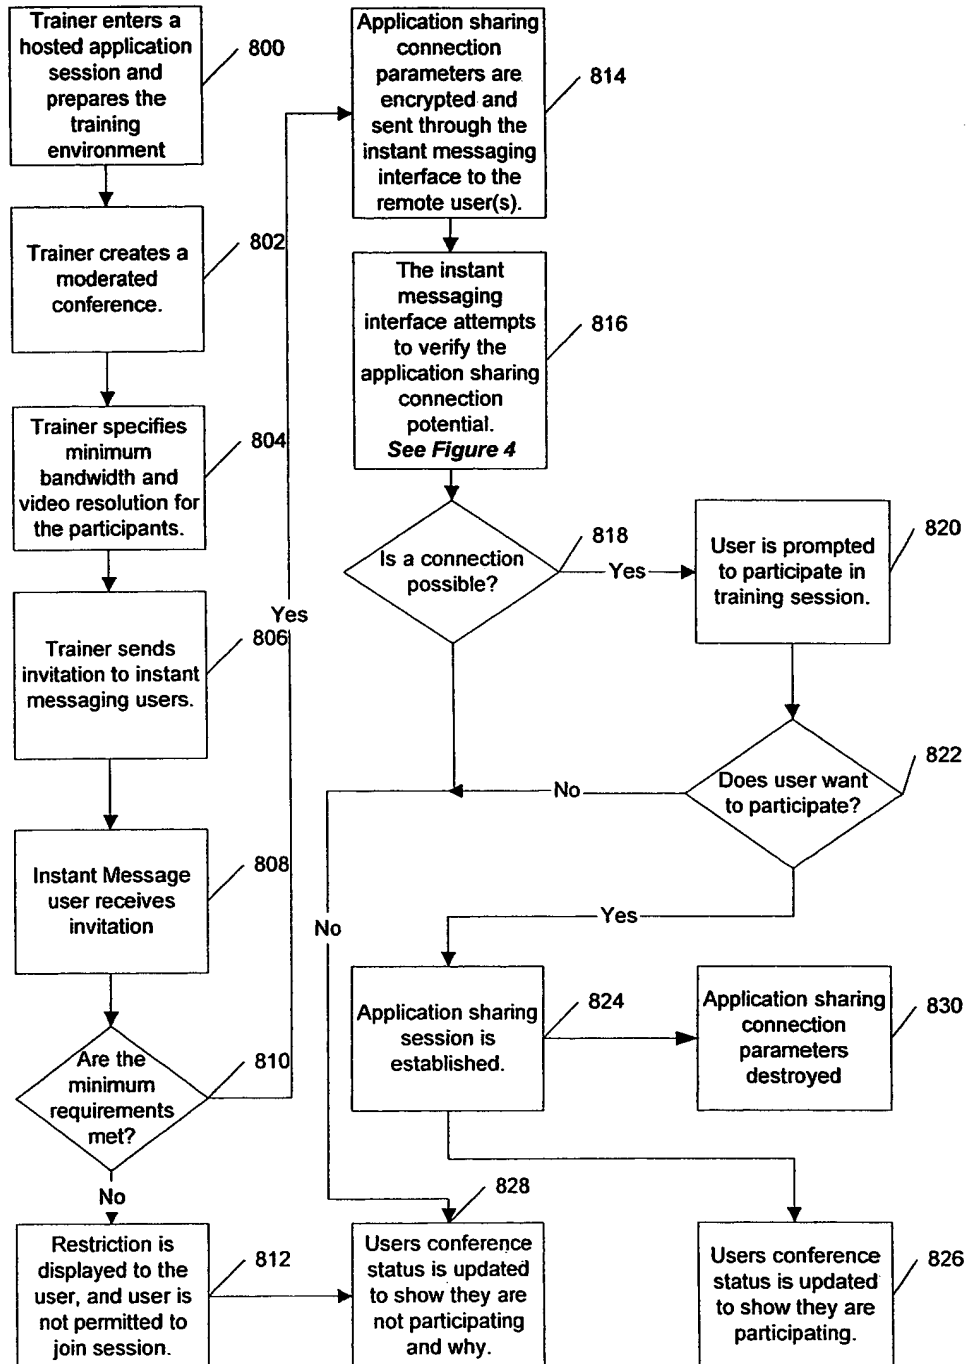 Trainer enters a
hosted application
session and
prepares the
training
environment
800
Trainer creates a
moderated
conference.
802
Trainer specifies
minimum
bandwidth and
video resolution for
the participants.
804
Trainer sends
invitation to instant
messaging users.
806
Instant Message
user receives
invitation
808
Are the
minimum
requirements
met?
810
Yes
No
Restriction is
displayed to the
user, and user is
not permitted to
join session.
812
Application sharing
connection
parameters are
encrypted and
sent through the
instant messaging
interface to the
remote user(s).
814
The instant
messaging
interface attempts
to verify the
application sharing
connection
potential.
See Figure 4
816
Is a connection
possible?
818
Yes
No
User is prompted
to participate in
training session.
820
Does user want
to participate?
822
No
Yes
Application sharing
session is
established.
824
Application sharing
connection
parameters
destroyed
830
Users conference
status is updated
to show they are
not participating
and why.
828
Users conference
status is updated
to show they are
participating.
826